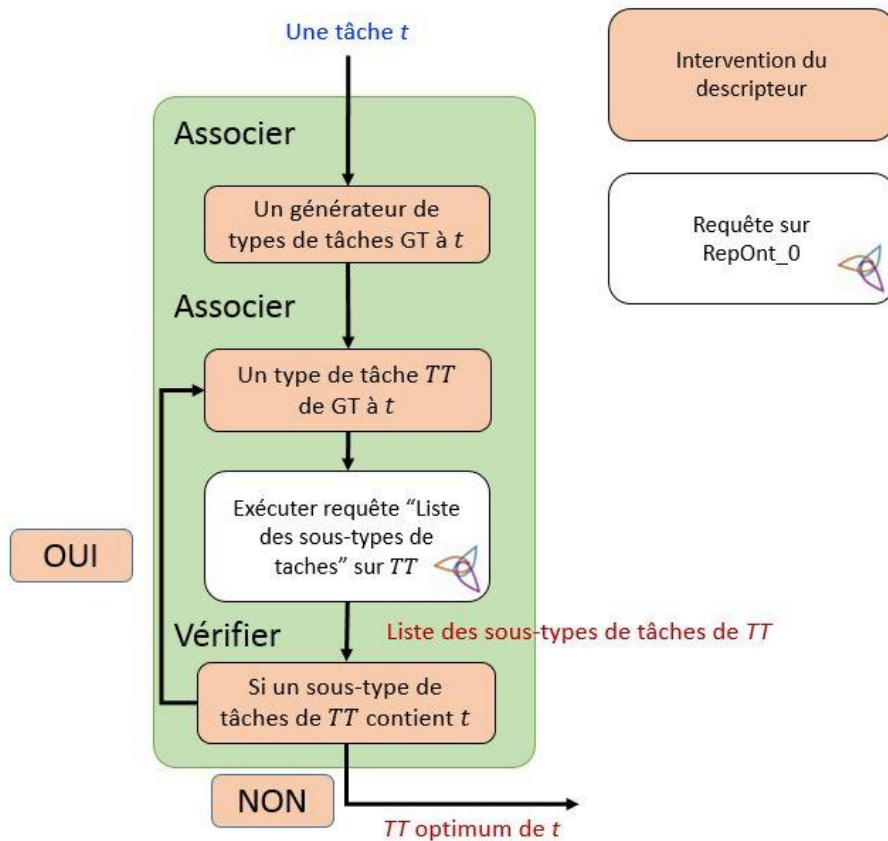 Une tâche t
Intervention du
descripteur
Associer
Un générateur de
types de tâches GT à t
Requête sur
RepOnt_0
Associer
Un type de tâche TT
de GT à t
Exécuter requête “Liste
des sous-types de
taches” sur TT
OUI
Vérifier
Liste des sous-types de tâches de TT
Si un sous-type de
tâches de TT contient t
NON
TT optimum de t